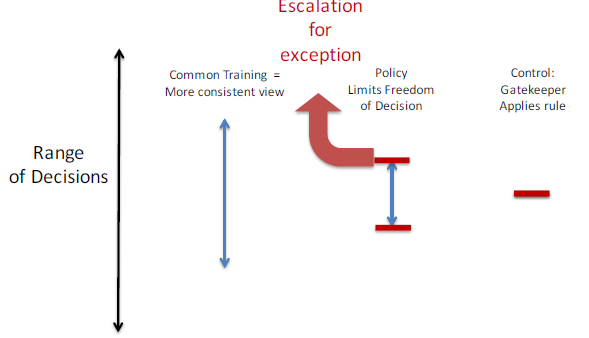 Escalation
for
exception
Common Training =
More consistent view
Policy
Limits Freedom
of Decision
Control:
Gatekeeper
Applies rule
Range
of Decisions